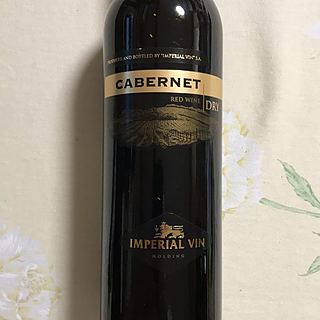 PRODUCED AND BOTTLED BY "IMPERIAL VIN" S.A.
CABERNET
RED WINE | DRY
IMPERIAL VIN
HOLDING